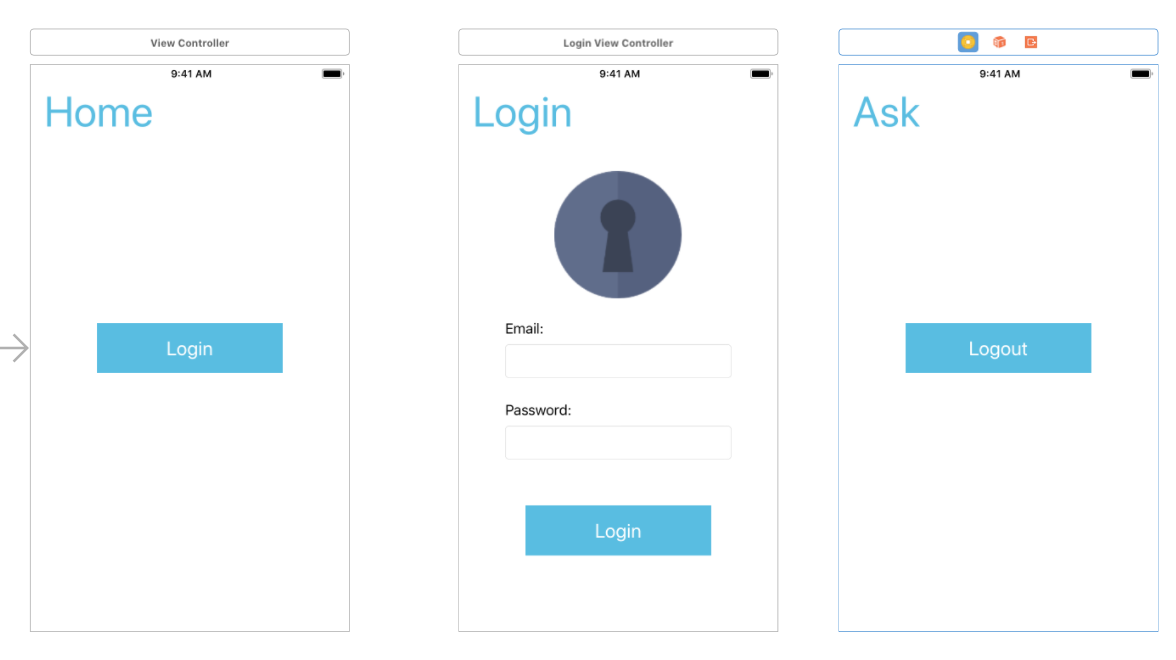 View Controller
9:41 AM
Home
Login
Login View Controller
9:41 AM
Login
Email:
Password:
Login
9:41 AM
Ask
Logout